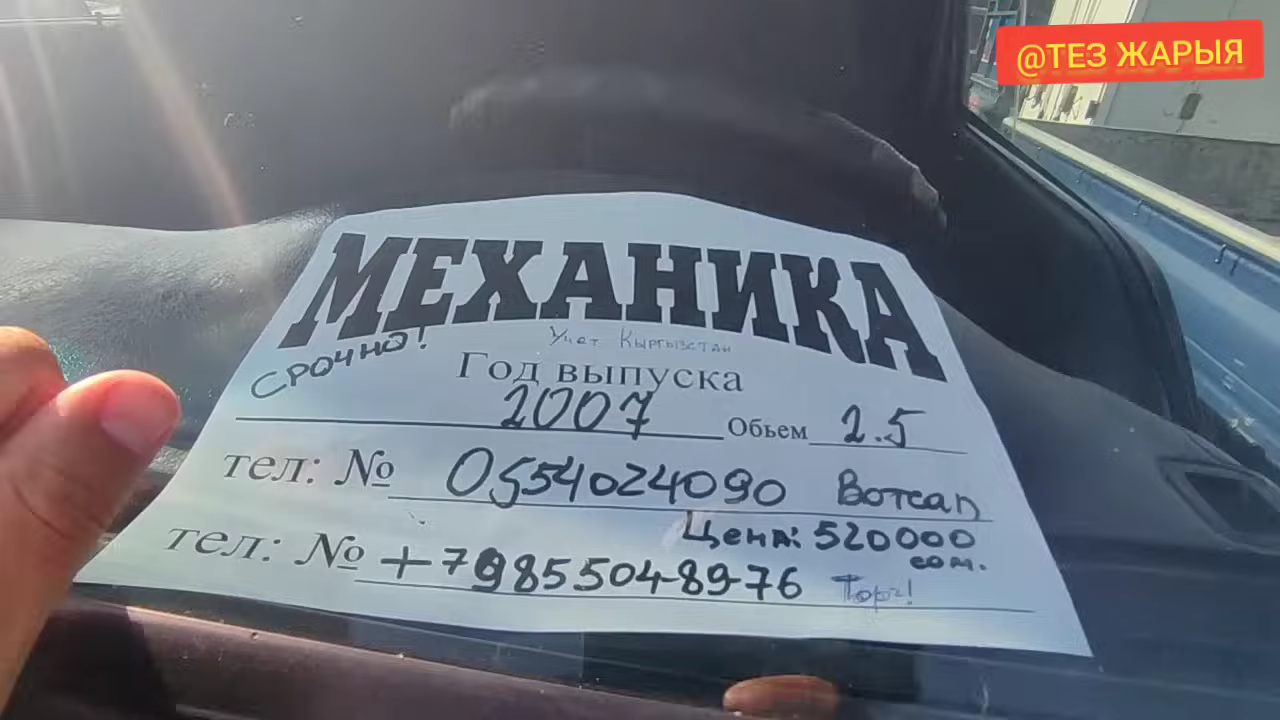 @ТЕЗ ЖАРЫЯ
МЕХАНИКА
Срочно!
Учет Кыргызстан
Год выпуска
2007 Обьем 2.5
тел: № 0554024090 Вотсап
Цена: 520000 сом.
тел: № +79855048976 Торг!